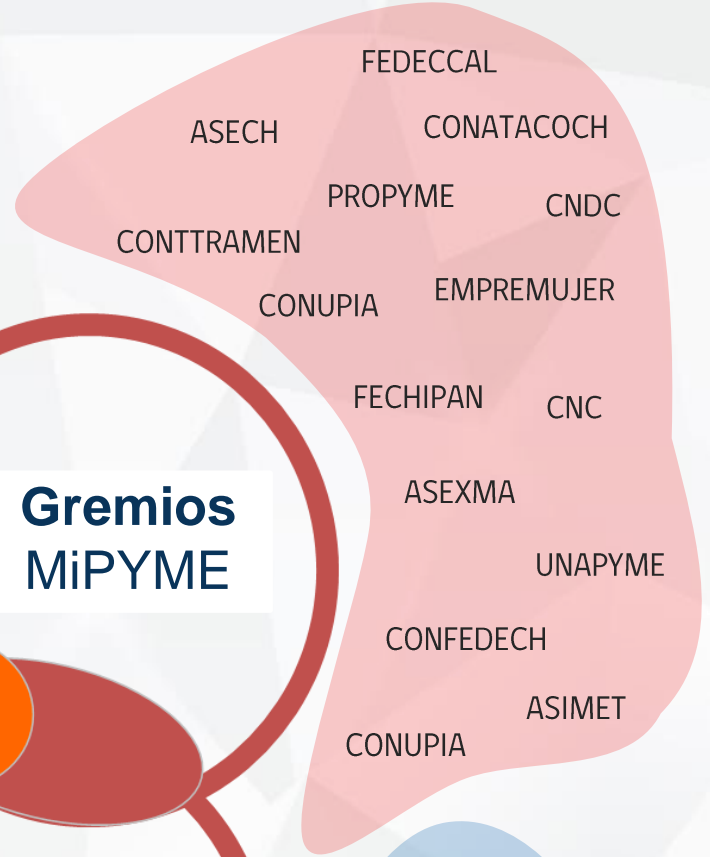 FEDECCAL
ASECH
CONATACOCH
PROPYME
CNDC
CONTTRAMEN
CONUPIA
EMPREMUJER
FECHIPAN
CNC
ASEXMA
Gremios
MiPYME
UNAPYME
CONFEDECH
ASIMET
CONUPIA